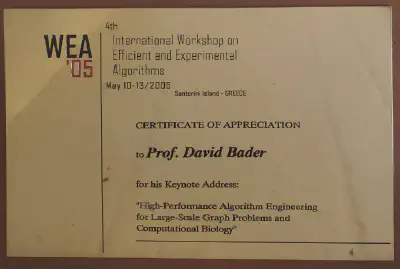 WEA
'05
4th
International Workshop on
Efficient and Experimental
Algorithms
May 10-13/2005
Santorini Island - GREECE
CERTIFICATE OF APPRECIATION
to Prof. David Bader
for his Keynote Address:
"High-Performance Algorithm Engineering
for Large-Scale Graph Problems and
Computational Biology"